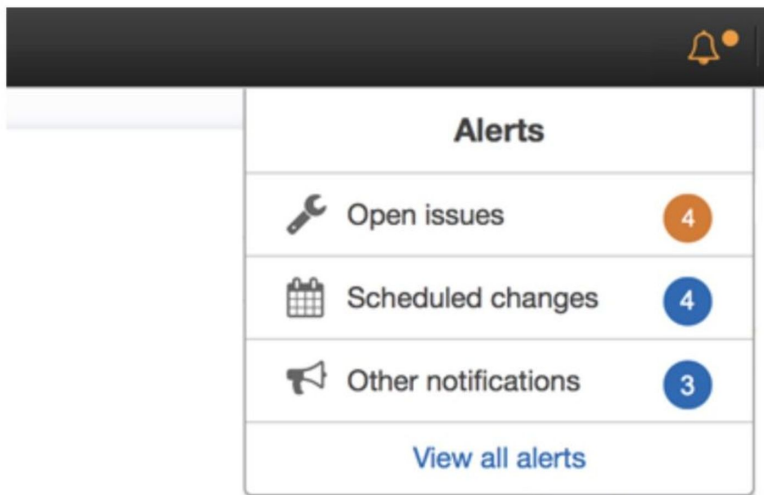 Alerts
Open issues 4
Scheduled changes 4
Other notifications 3
View all alerts